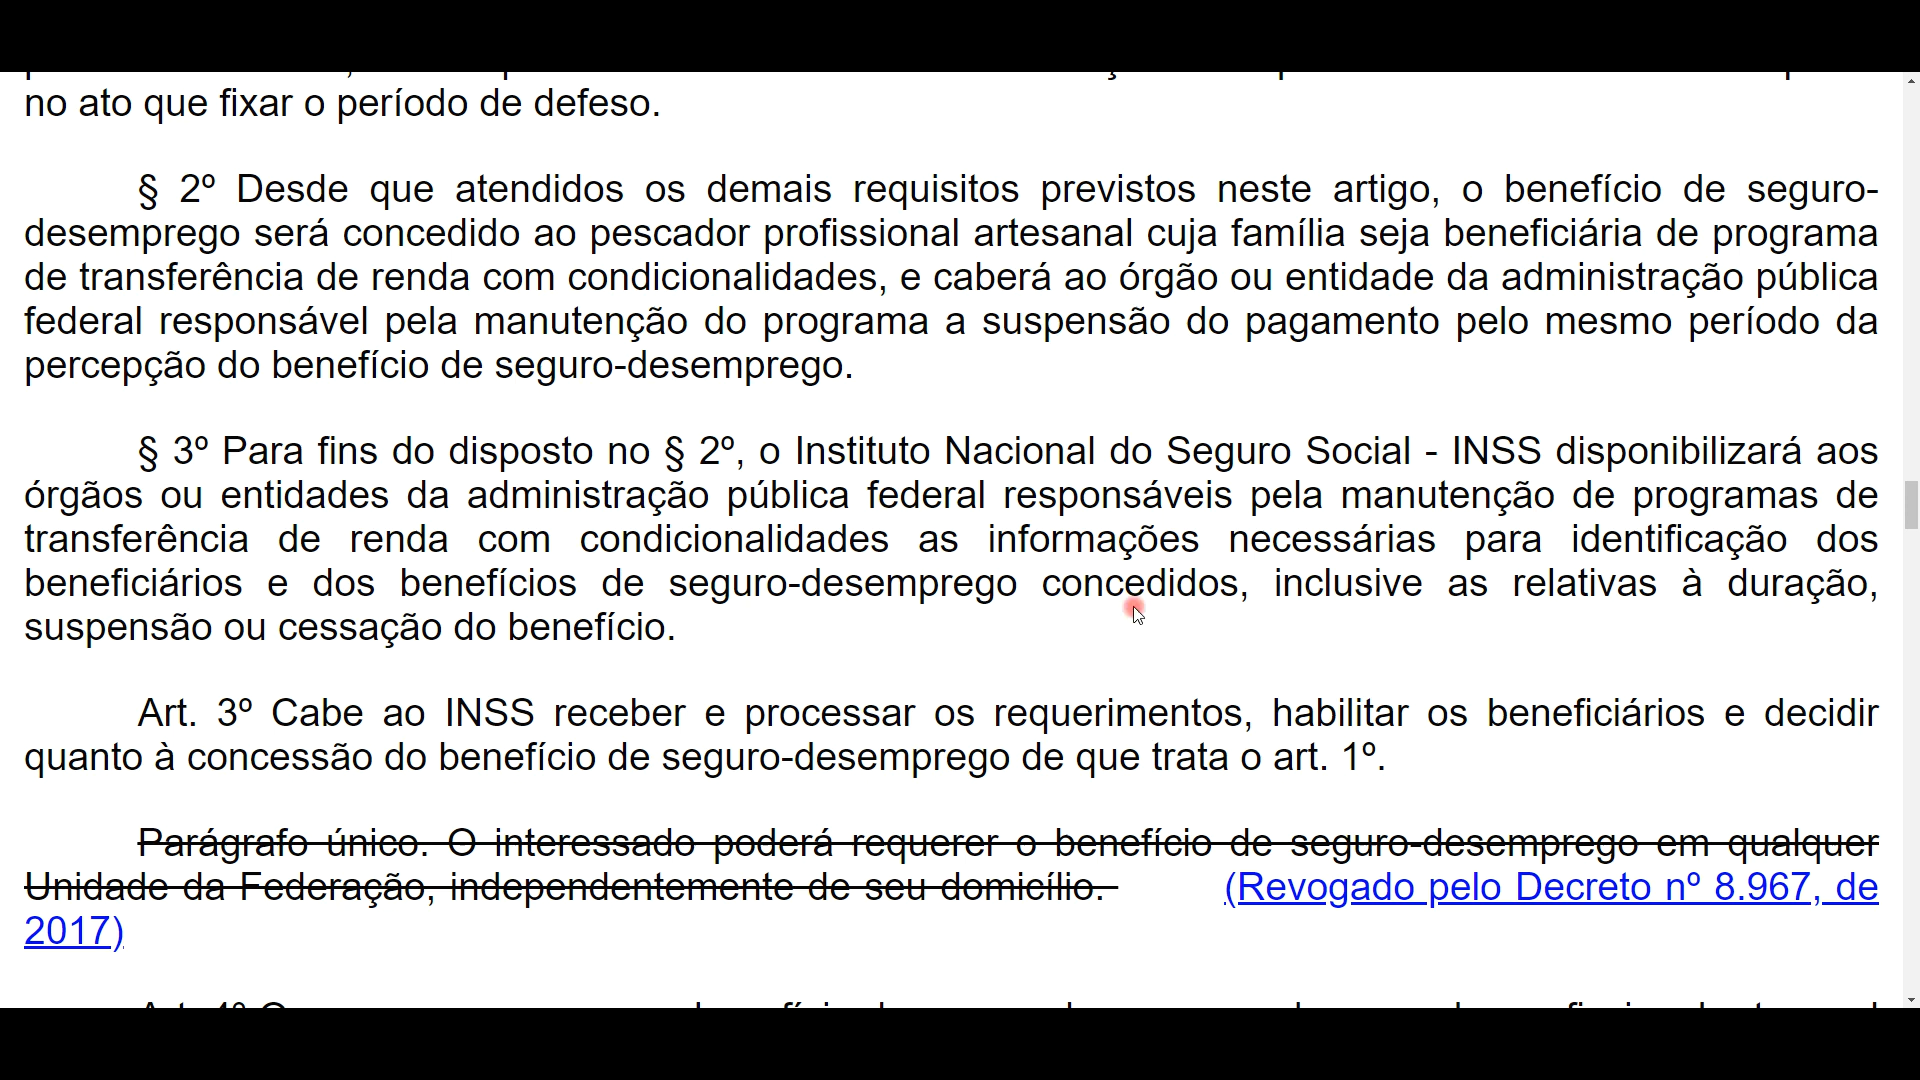 no ato que fixar o período de defeso.
§ 2º Desde que atendidos os demais requisitos previstos neste artigo, o benefício de seguro-
desemprego será concedido ao pescador profissional artesanal cuja família seja beneficiária de programa
de transferência de renda com condicionalidades, e caberá ao órgão ou entidade da administração pública
federal responsável pela manutenção do programa a suspensão do pagamento pelo mesmo período da
percepção do benefício de seguro-desemprego.
§ 3º Para fins do disposto no § 2º, o Instituto Nacional do Seguro Social - INSS disponibilizará aos
órgãos ou entidades da administração pública federal responsáveis pela manutenção de programas de
transferência de renda com condicionalidades as informações necessárias para identificação dos
beneficiários e dos benefícios de seguro-desemprego concedidos, inclusive as relativas à duração,
suspensão ou cessação do benefício.
Art. 3º Cabe ao INSS receber e processar os requerimentos, habilitar os beneficiários e decidir
quanto à concessão do benefício de seguro-desemprego de que trata o art. 1º.
Parágrafo único. O interessado poderá requerer o benefício de seguro-desemprego em qualquer
Unidade da Federação, independentemente de seu domicílio. (Revogado pelo Decreto nº 8.967, de
2017)